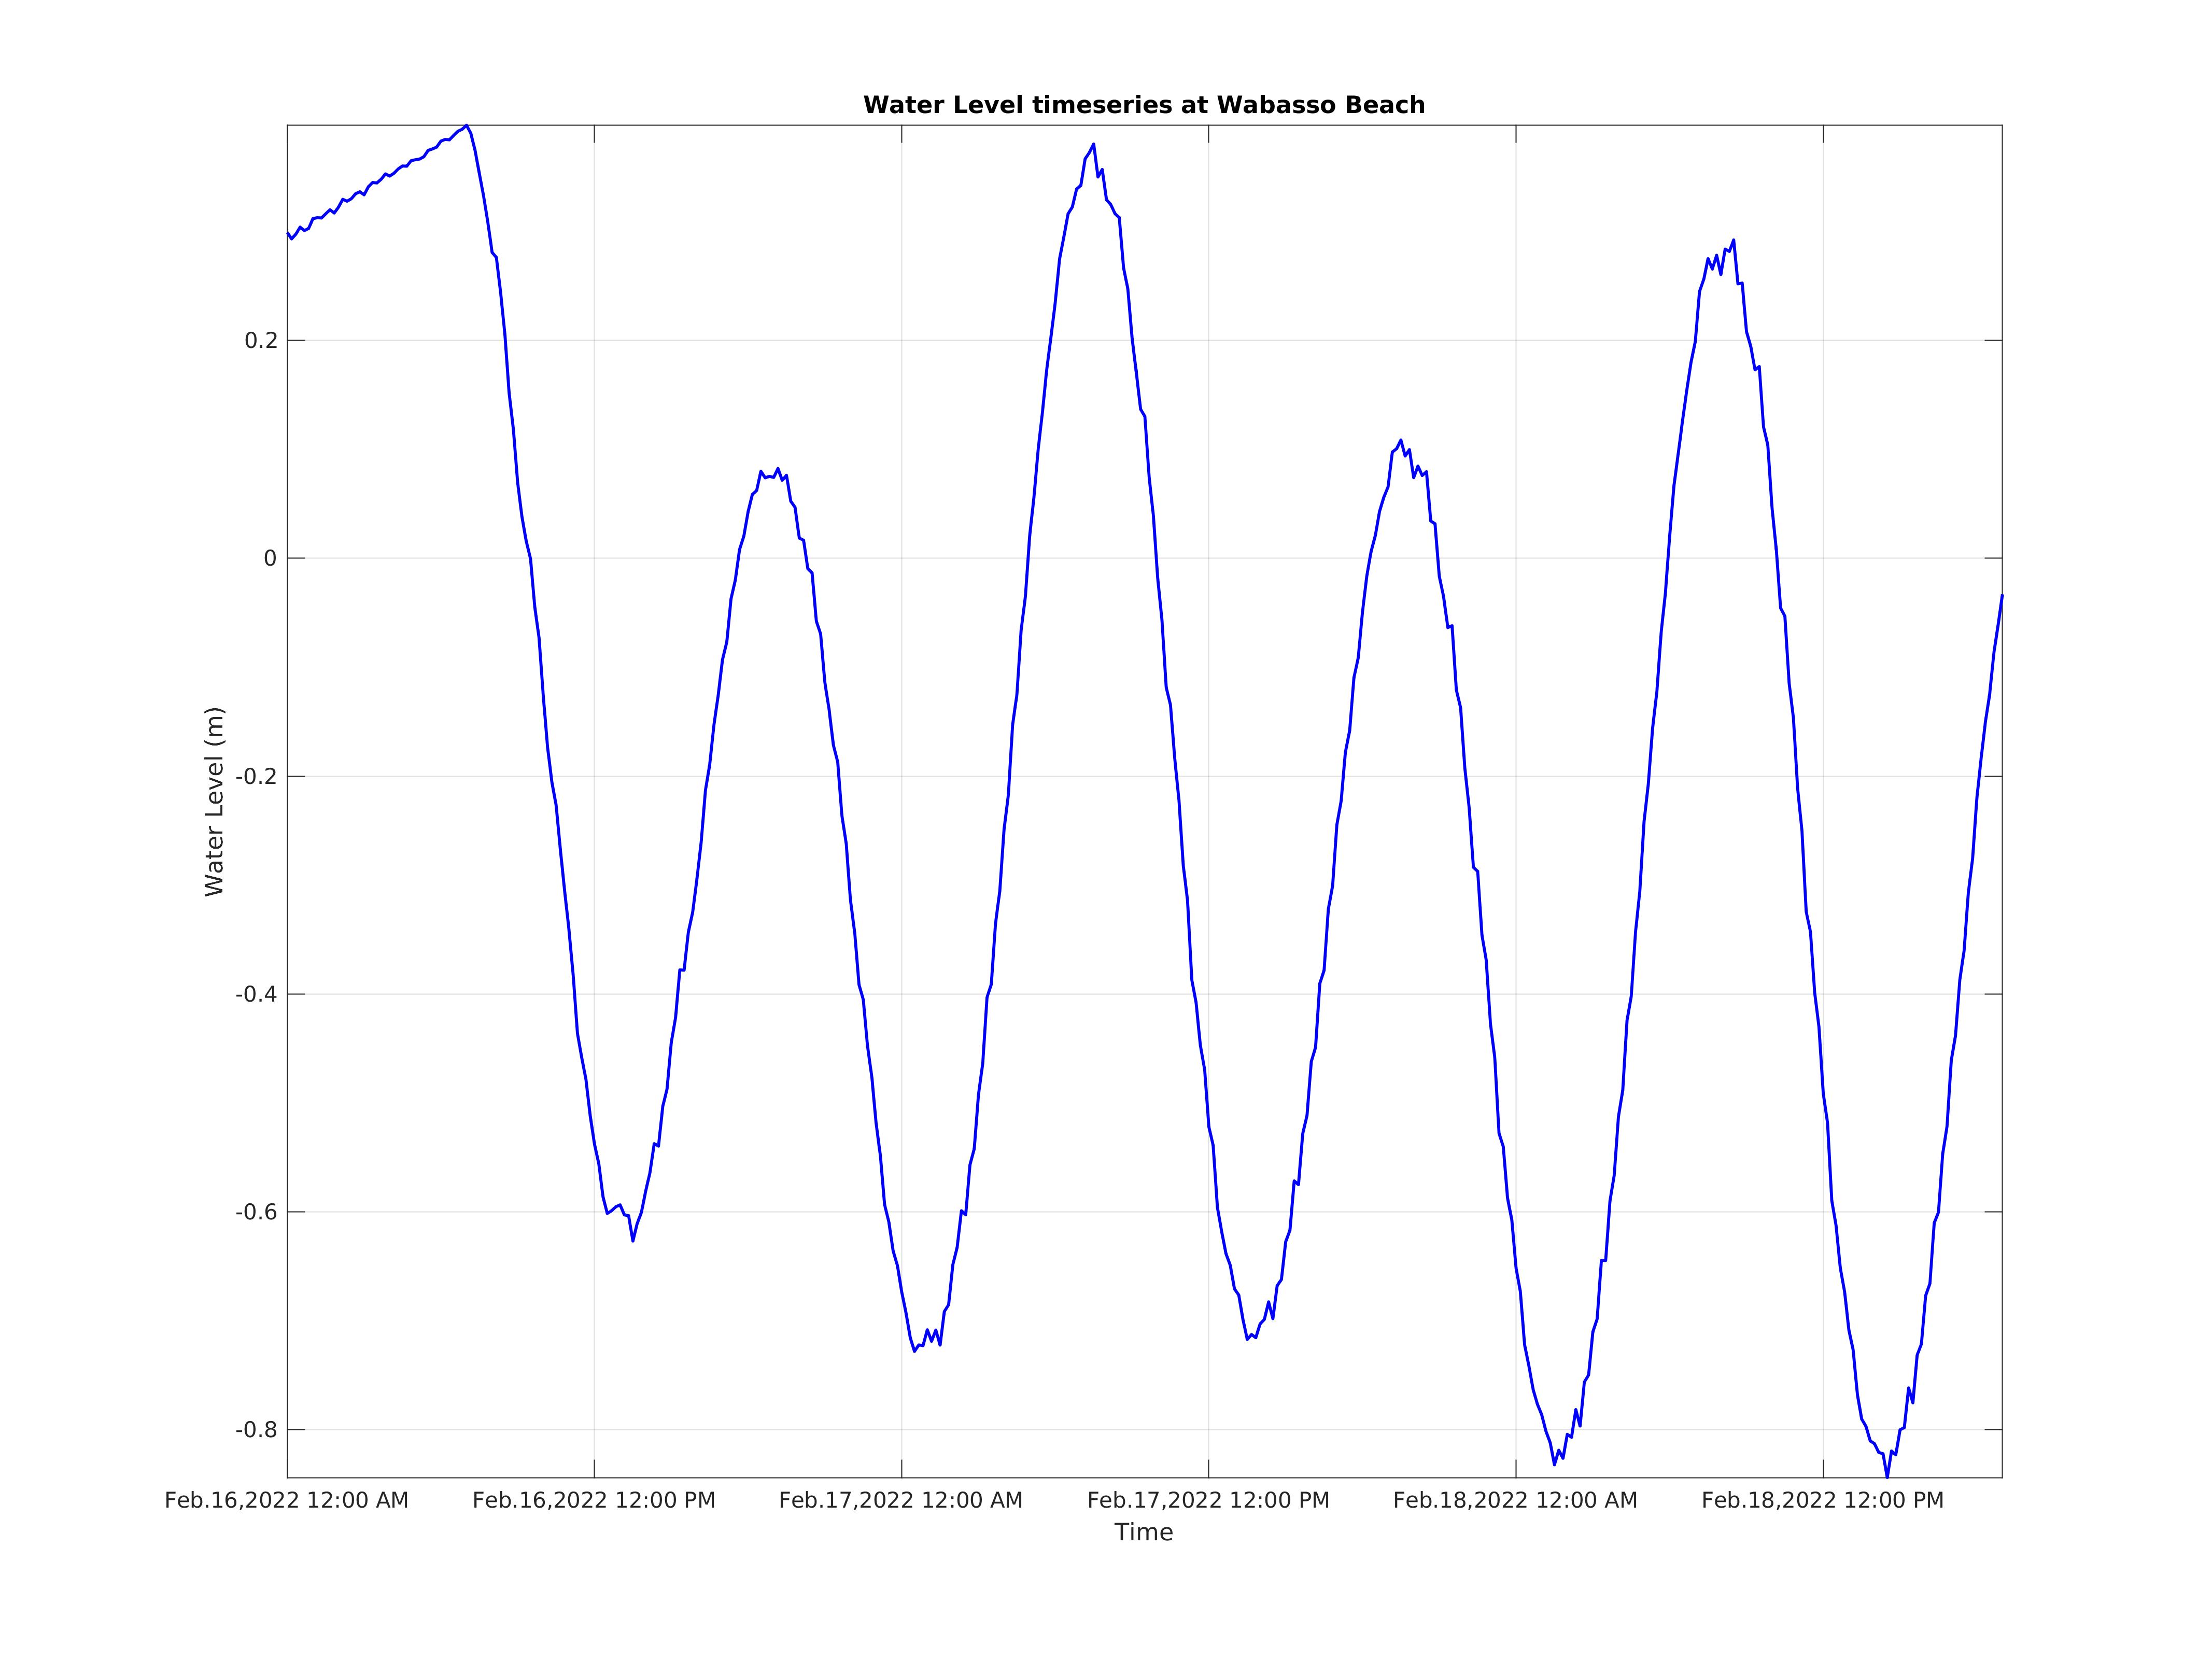 Water Level timeseries at Wabasso Beach
Water Level (m)
0.2
0
-0.2
-0.4
-0.6
-0.8
Feb.16,2022 12:00 AM
Feb.16,2022 12:00 PM
Feb.17,2022 12:00 AM
Feb.17,2022 12:00 PM
Feb.18,2022 12:00 AM
Feb.18,2022 12:00 PM
Time